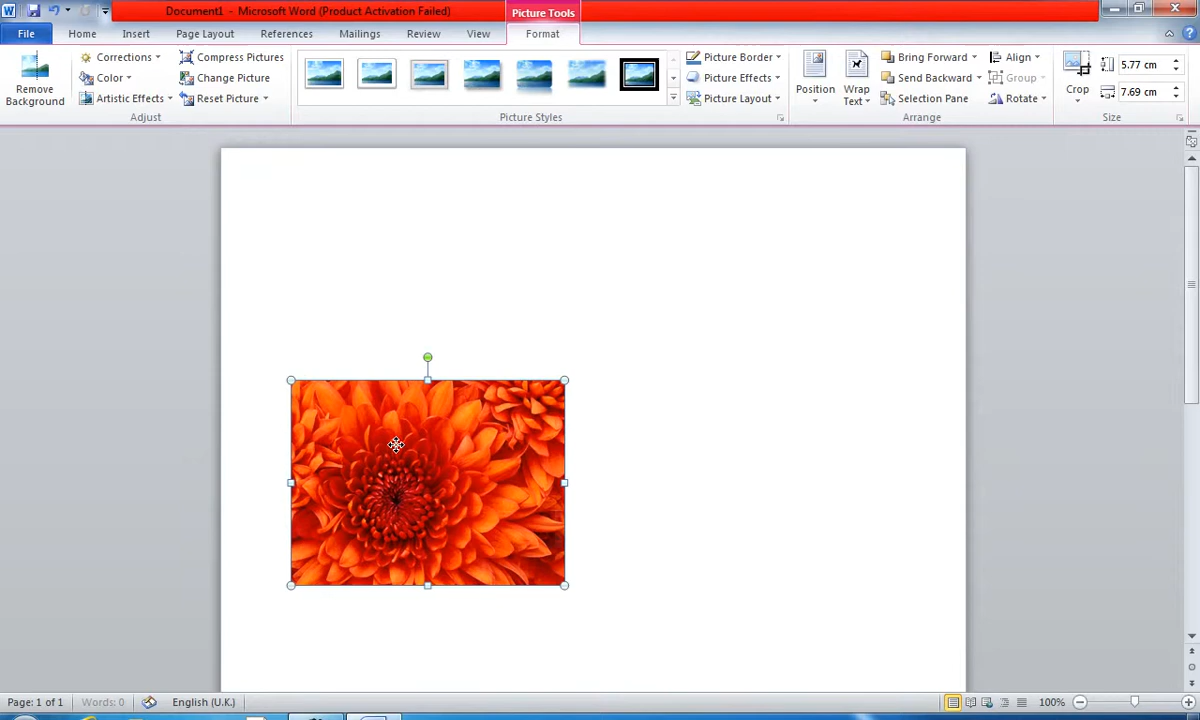 Document1 - Microsoft Word (Product Activation Failed)
Picture Tools
File Home Insert Page Layout References Mailings Review View Format
Remove Background
Corrections
Color
Artistic Effects
Compress Pictures
Change Picture
Reset Picture
Adjust
Picture Styles
Picture Border
Picture Effects
Picture Layout
Position
Wrap Text
Bring Forward
Send Backward
Selection Pane
Align
Group
Rotate
Arrange
Crop
5.77 cm
7.69 cm
Size
Page: 1 of 1 Words: 0 English (U.K.) 100%